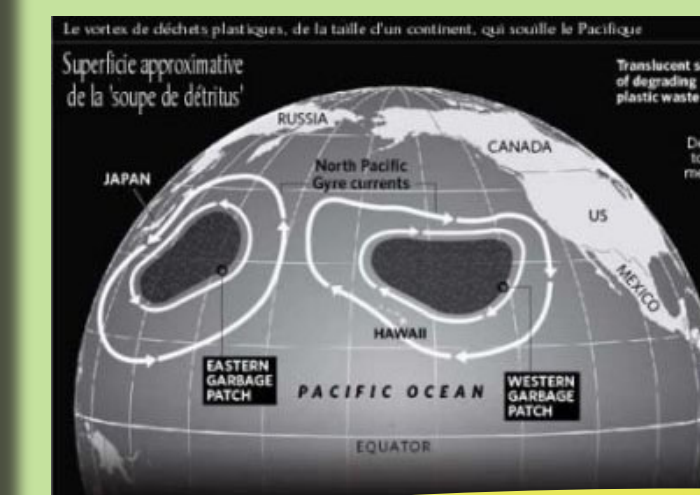 Le vortex de déchets plastiques, de la taille d'un continent, qui souille le Pacifique
Superficie approximative
de la 'soupe de détritus'
Translucent s
of degrading
plastic waste
RUSSIA
CANADA
JAPAN
North Pacific
Gyre currents
US
MEXICO
HAWAII
EASTERN
GARBAGE
PATCH
PACIFIC OCEAN
WESTERN
GARBAGE
PATCH
EQUATOR